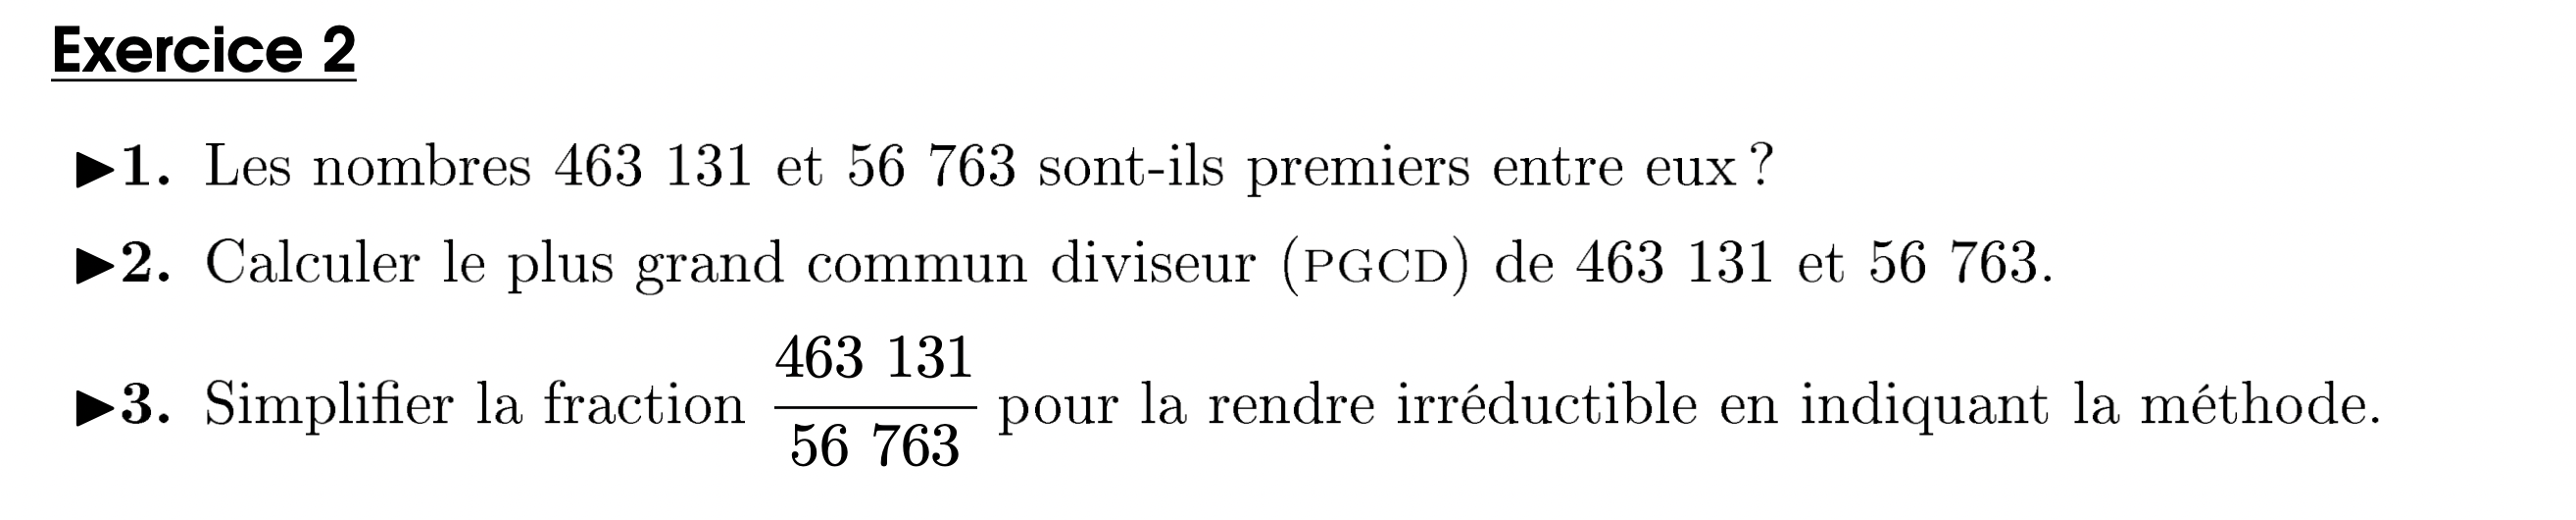 Exercice 2
▶1. Les nombres 463 131 et 56 763 sont-ils premiers entre eux ?
▶2. Calculer le plus grand commun diviseur (PGCD) de 463 131 et 56 763.
▶3. Simplifier la fraction 463 131 / 56 763 pour la rendre irréductible en indiquant la méthode.